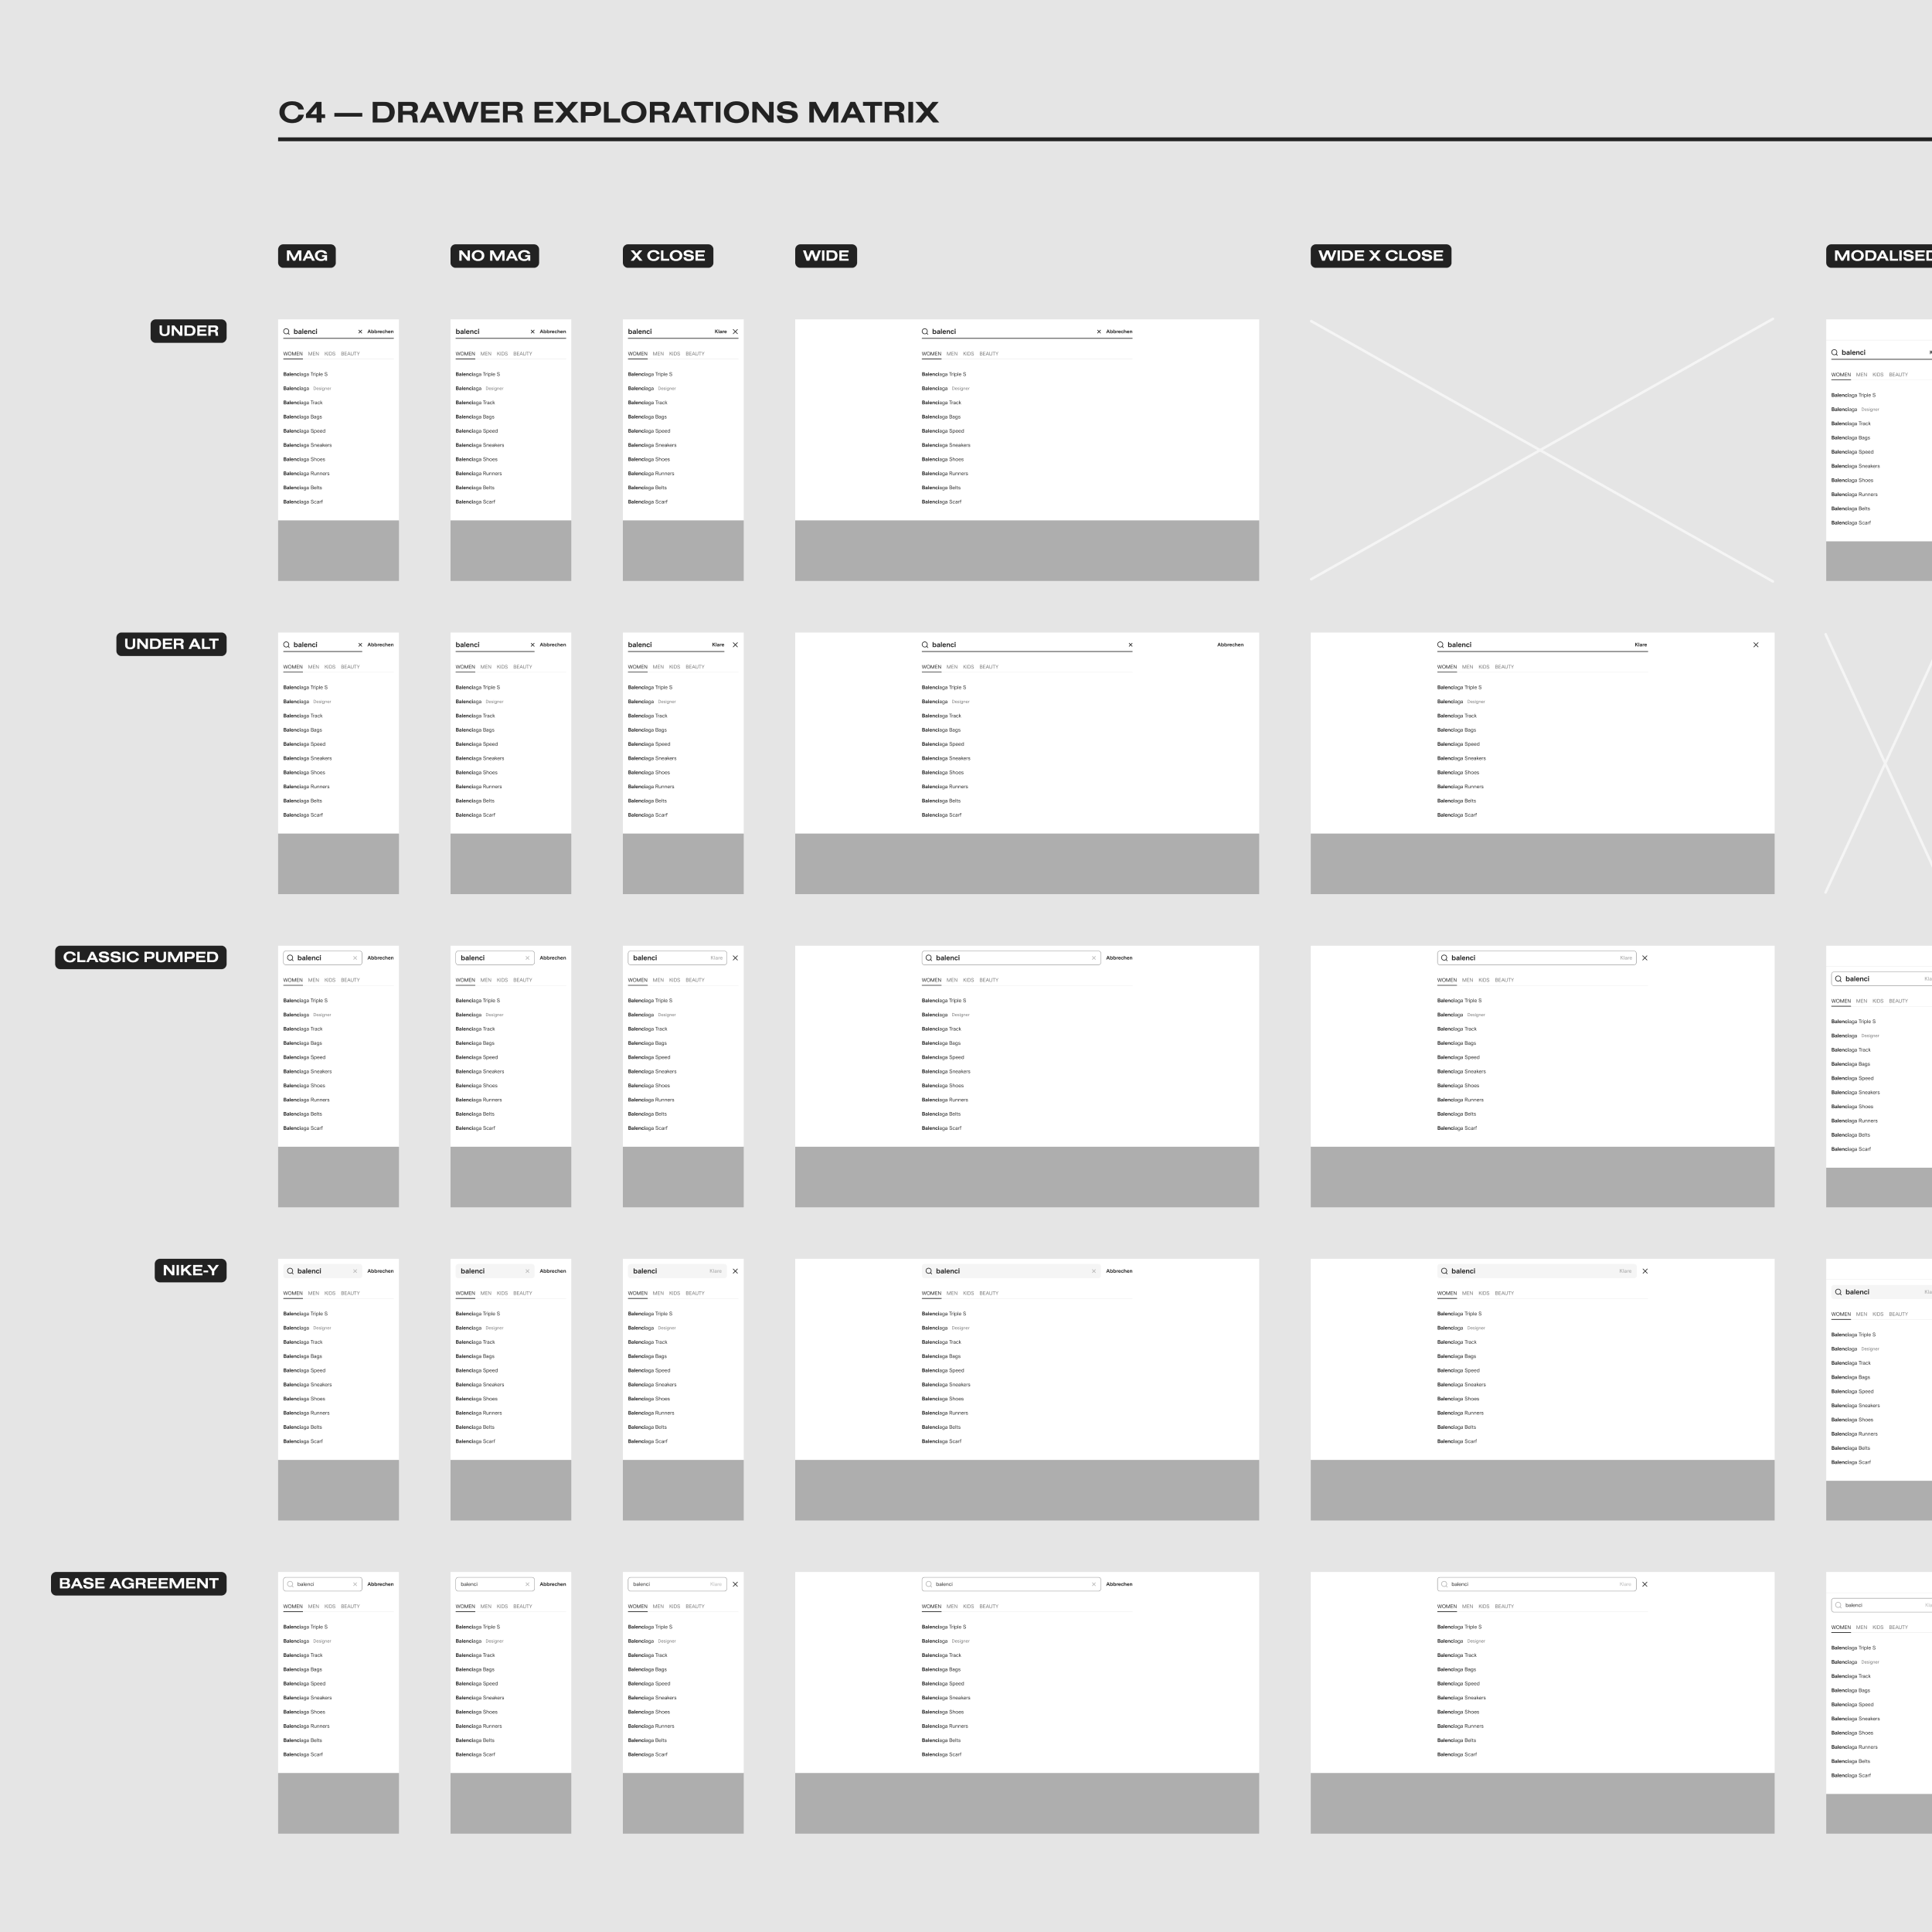 C4 — DRAWER EXPLORATIONS MATRIX
MAG NO MAG X CLOSE WIDE WIDE X CLOSE MODALISED
UNDER
balenci Abbrechen
WOMEN MEN KIDS BEAUTY
Balenciaga Triple S
Balenciaga Designer
Balenciaga Track
Balenciaga Bags
Balenciaga Speed
Balenciaga Sneakers
Balenciaga Shoes
Balenciaga Runners
Balenciaga Belts
Balenciaga Scarf
balenci Abbrechen
WOMEN MEN KIDS BEAUTY
Balenciaga Triple S
Balenciaga Designer
Balenciaga Track
Balenciaga Bags
Balenciaga Speed
Balenciaga Sneakers
Balenciaga Shoes
Balenciaga Runners
Balenciaga Belts
Balenciaga Scarf
balenci Klare
WOMEN MEN KIDS BEAUTY
Balenciaga Triple S
Balenciaga Designer
Balenciaga Track
Balenciaga Bags
Balenciaga Speed
Balenciaga Sneakers
Balenciaga Shoes
Balenciaga Runners
Balenciaga Belts
Balenciaga Scarf
balenci Abbrechen
WOMEN MEN KIDS BEAUTY
Balenciaga Triple S
Balenciaga Designer
Balenciaga Track
Balenciaga Bags
Balenciaga Speed
Balenciaga Sneakers
Balenciaga Shoes
Balenciaga Runners
Balenciaga Belts
Balenciaga Scarf
balenci
WOMEN MEN KIDS BEAUTY
Balenciaga Triple S
Balenciaga Designer
Balenciaga Track
Balenciaga Bags
Balenciaga Speed
Balenciaga Sneakers
Balenciaga Shoes
Balenciaga Runners
Balenciaga Belts
Balenciaga Scarf
UNDER ALT
balenci Abbrechen
WOMEN MEN KIDS BEAUTY
Balenciaga Triple S
Balenciaga Designer
Balenciaga Track
Balenciaga Bags
Balenciaga Speed
Balenciaga Sneakers
Balenciaga Shoes
Balenciaga Runners
Balenciaga Belts
Balenciaga Scarf
balenci Abbrechen
WOMEN MEN KIDS BEAUTY
Balenciaga Triple S
Balenciaga Designer
Balenciaga Track
Balenciaga Bags
Balenciaga Speed
Balenciaga Sneakers
Balenciaga Shoes
Balenciaga Runners
Balenciaga Belts
Balenciaga Scarf
balenci Klare
WOMEN MEN KIDS BEAUTY
Balenciaga Triple S
Balenciaga Designer
Balenciaga Track
Balenciaga Bags
Balenciaga Speed
Balenciaga Sneakers
Balenciaga Shoes
Balenciaga Runners
Balenciaga Belts
Balenciaga Scarf
balenci Abbrechen
WOMEN MEN KIDS BEAUTY
Balenciaga Triple S
Balenciaga Designer
Balenciaga Track
Balenciaga Bags
Balenciaga Speed
Balenciaga Sneakers
Balenciaga Shoes
Balenciaga Runners
Balenciaga Belts
Balenciaga Scarf
balenci Klare
WOMEN MEN KIDS BEAUTY
Balenciaga Triple S
Balenciaga Designer
Balenciaga Track
Balenciaga Bags
Balenciaga Speed
Balenciaga Sneakers
Balenciaga Shoes
Balenciaga Runners
Balenciaga Belts
Balenciaga Scarf
CLASSIC PUMPED
balenci Abbrechen
WOMEN MEN KIDS BEAUTY
Balenciaga Triple S
Balenciaga Designer
Balenciaga Track
Balenciaga Bags
Balenciaga Speed
Balenciaga Sneakers
Balenciaga Shoes
Balenciaga Runners
Balenciaga Belts
Balenciaga Scarf
balenci Abbrechen
WOMEN MEN KIDS BEAUTY
Balenciaga Triple S
Balenciaga Designer
Balenciaga Track
Balenciaga Bags
Balenciaga Speed
Balenciaga Sneakers
Balenciaga Shoes
Balenciaga Runners
Balenciaga Belts
Balenciaga Scarf
balenci Klare
WOMEN MEN KIDS BEAUTY
Balenciaga Triple S
Balenciaga Designer
Balenciaga Track
Balenciaga Bags
Balenciaga Speed
Balenciaga Sneakers
Balenciaga Shoes
Balenciaga Runners
Balenciaga Belts
Balenciaga Scarf
balenci Abbrechen
WOMEN MEN KIDS BEAUTY
Balenciaga Triple S
Balenciaga Designer
Balenciaga Track
Balenciaga Bags
Balenciaga Speed
Balenciaga Sneakers
Balenciaga Shoes
Balenciaga Runners
Balenciaga Belts
Balenciaga Scarf
balenci Klare
WOMEN MEN KIDS BEAUTY
Balenciaga Triple S
Balenciaga Designer
Balenciaga Track
Balenciaga Bags
Balenciaga Speed
Balenciaga Sneakers
Balenciaga Shoes
Balenciaga Runners
Balenciaga Belts
Balenciaga Scarf
balenci
WOMEN MEN KIDS BEAUTY
Balenciaga Triple S
Balenciaga Designer
Balenciaga Track
Balenciaga Bags
Balenciaga Speed
Balenciaga Sneakers
Balenciaga Shoes
Balenciaga Runners
Balenciaga Belts
Balenciaga Scarf
NIKE-Y
balenci Abbrechen
WOMEN MEN KIDS BEAUTY
Balenciaga Triple S
Balenciaga Designer
Balenciaga Track
Balenciaga Bags
Balenciaga Speed
Balenciaga Sneakers
Balenciaga Shoes
Balenciaga Runners
Balenciaga Belts
Balenciaga Scarf
balenci Abbrechen
WOMEN MEN KIDS BEAUTY
Balenciaga Triple S
Balenciaga Designer
Balenciaga Track
Balenciaga Bags
Balenciaga Speed
Balenciaga Sneakers
Balenciaga Shoes
Balenciaga Runners
Balenciaga Belts
Balenciaga Scarf
balenci Klare
WOMEN MEN KIDS BEAUTY
Balenciaga Triple S
Balenciaga Designer
Balenciaga Track
Balenciaga Bags
Balenciaga Speed
Balenciaga Sneakers
Balenciaga Shoes
Balenciaga Runners
Balenciaga Belts
Balenciaga Scarf
balenci Abbrechen
WOMEN MEN KIDS BEAUTY
Balenciaga Triple S
Balenciaga Designer
Balenciaga Track
Balenciaga Bags
Balenciaga Speed
Balenciaga Sneakers
Balenciaga Shoes
Balenciaga Runners
Balenciaga Belts
Balenciaga Scarf
balenci Klare
WOMEN MEN KIDS BEAUTY
Balenciaga Triple S
Balenciaga Designer
Balenciaga Track
Balenciaga Bags
Balenciaga Speed
Balenciaga Sneakers
Balenciaga Shoes
Balenciaga Runners
Balenciaga Belts
Balenciaga Scarf
balenci
WOMEN MEN KIDS BEAUTY
Balenciaga Triple S
Balenciaga Designer
Balenciaga Track
Balenciaga Bags
Balenciaga Speed
Balenciaga Sneakers
Balenciaga Shoes
Balenciaga Runners
Balenciaga Belts
Balenciaga Scarf
BASE AGREEMENT
balenci Abbrechen
WOMEN MEN KIDS BEAUTY
Balenciaga Triple S
Balenciaga Designer
Balenciaga Track
Balenciaga Bags
Balenciaga Speed
Balenciaga Sneakers
Balenciaga Shoes
Balenciaga Runners
Balenciaga Belts
Balenciaga Scarf
balenci Abbrechen
WOMEN MEN KIDS BEAUTY
Balenciaga Triple S
Balenciaga Designer
Balenciaga Track
Balenciaga Bags
Balenciaga Speed
Balenciaga Sneakers
Balenciaga Shoes
Balenciaga Runners
Balenciaga Belts
Balenciaga Scarf
balenci Klare
WOMEN MEN KIDS BEAUTY
Balenciaga Triple S
Balenciaga Designer
Balenciaga Track
Balenciaga Bags
Balenciaga Speed
Balenciaga Sneakers
Balenciaga Shoes
Balenciaga Runners
Balenciaga Belts
Balenciaga Scarf
balenci Abbrechen
WOMEN MEN KIDS BEAUTY
Balenciaga Triple S
Balenciaga Designer
Balenciaga Track
Balenciaga Bags
Balenciaga Speed
Balenciaga Sneakers
Balenciaga Shoes
Balenciaga Runners
Balenciaga Belts
Balenciaga Scarf
balenci Klare
WOMEN MEN KIDS BEAUTY
Balenciaga Triple S
Balenciaga Designer
Balenciaga Track
Balenciaga Bags
Balenciaga Speed
Balenciaga Sneakers
Balenciaga Shoes
Balenciaga Runners
Balenciaga Belts
Balenciaga Scarf
balenci
WOMEN MEN KIDS BEAUTY
Balenciaga Triple S
Balenciaga Designer
Balenciaga Track
Balenciaga Bags
Balenciaga Speed
Balenciaga Sneakers
Balenciaga Shoes
Balenciaga Runners
Balenciaga Belts
Balenciaga Scarf